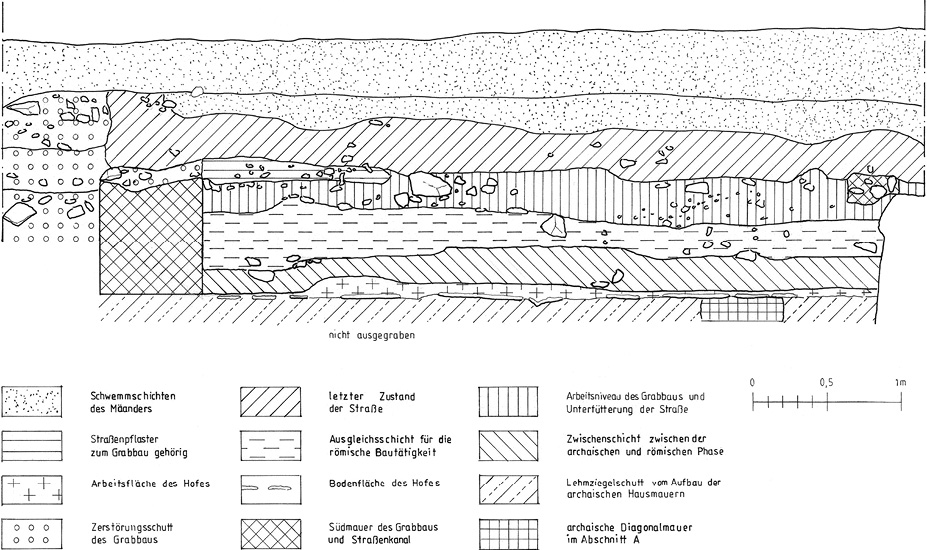 nicht ausgegraben
0 0,5 1m
Schwemmschichten
des Mäanders
letzter Zustand
der Straße
Arbeitsniveau des Grabbaus und
Unterfütterung der Straße
Straßenpflaster
zum Grabbau gehörig
Ausgleichsschicht für die
römische Bautätigkeit
Zwischenschicht zwischen der
archaischen und römischen Phase
Arbeitsfläche des Hofes
Bodenfläche des Hofes
Lehmziegelschutt vom Aufbau der
archaischen Hausmauern
Zerstörungsschutt
des Grabbaus
Südmauer des Grabbaus
und Straßenkanal
archaische Diagonalmauer
im Abschnitt A